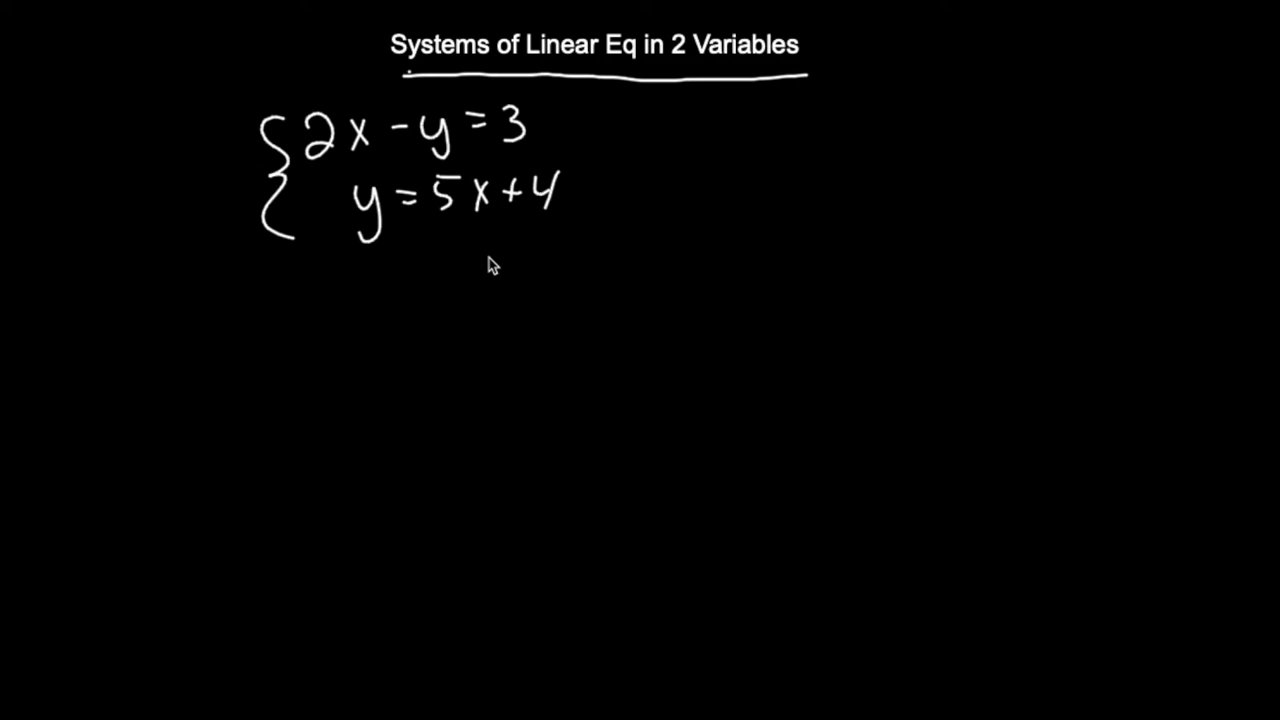 Systems of Linear Eq in 2 Variables
2x - y = 3
y = 5x + 4